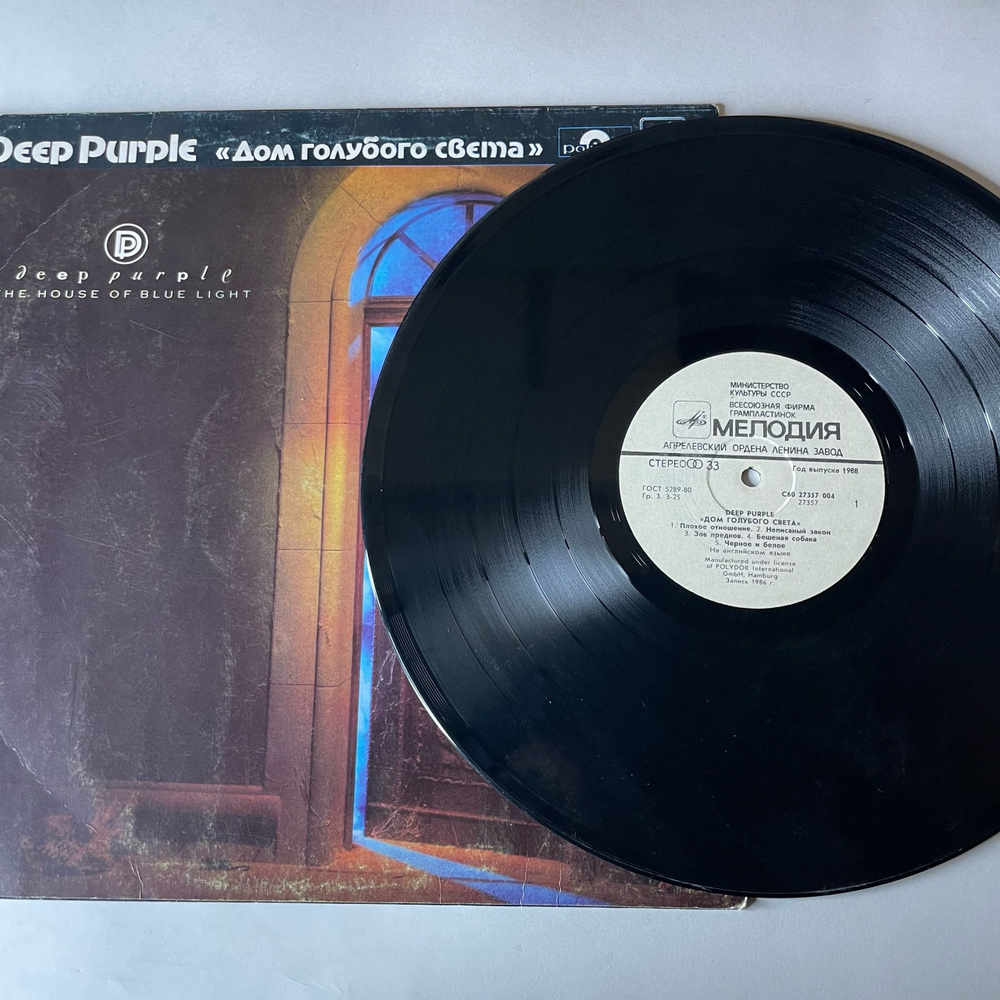 Deep Purple «Дом голубого света»
deep purple
THE HOUSE OF BLUE LIGHT
МИНИСТЕРСТВО
КУЛЬТУРЫ СССР
ВСЕСОЮЗНАЯ ФИРМА
ГРАМПЛАСТИНОК
МЕЛОДИЯ
АПРЕЛЕВСКИЙ ОРДЕНА ЛЕНИНА ЗАВОД
СТЕРЕО 33
Год выпуска 1988
ГОСТ 5289-80
Гр. 3. 3-25
С60 27357 004
27357
1
DEEP PURPLE
«ДОМ ГОЛУБОГО СВЕТА»
1. Плохое отношение. 2. Неписаный закон
3. Зов предков. 4. Бешеная собака
5. Черное и белое
На английском языке
Manufactured under license
of POLYDOR International
GmbH, Hamburg
Запись 1986 г.